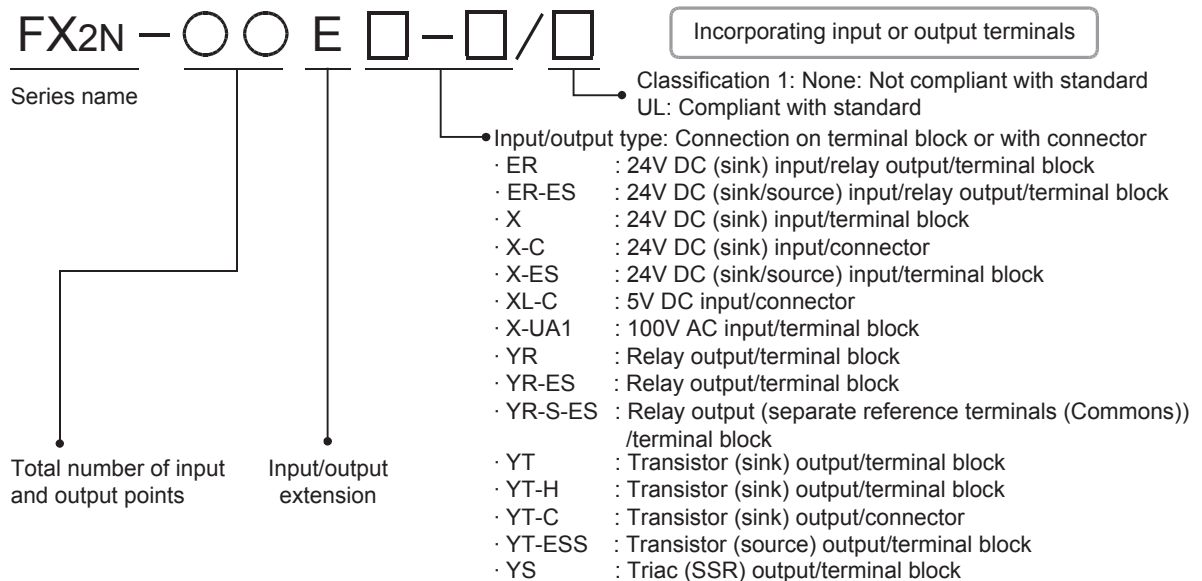 FX2N – ○ ○ E □ – □ / □
Incorporating input or output terminals
Series name
Classification 1: None: Not compliant with standard
UL: Compliant with standard
Input/output type: Connection on terminal block or with connector
· ER : 24V DC (sink) input/relay output/terminal block
· ER-ES : 24V DC (sink/source) input/relay output/terminal block
· X : 24V DC (sink) input/terminal block
· X-C : 24V DC (sink) input/connector
· X-ES : 24V DC (sink/source) input/terminal block
· XL-C : 5V DC input/connector
· X-UA1 : 100V AC input/terminal block
· YR : Relay output/terminal block
· YR-ES : Relay output/terminal block
· YR-S-ES : Relay output (separate reference terminals (Commons))
/terminal block
· YT : Transistor (sink) output/terminal block
· YT-H : Transistor (sink) output/terminal block
· YT-C : Transistor (sink) output/connector
· YT-ESS : Transistor (source) output/terminal block
· YS : Triac (SSR) output/terminal block
Total number of input
and output points
Input/output
extension